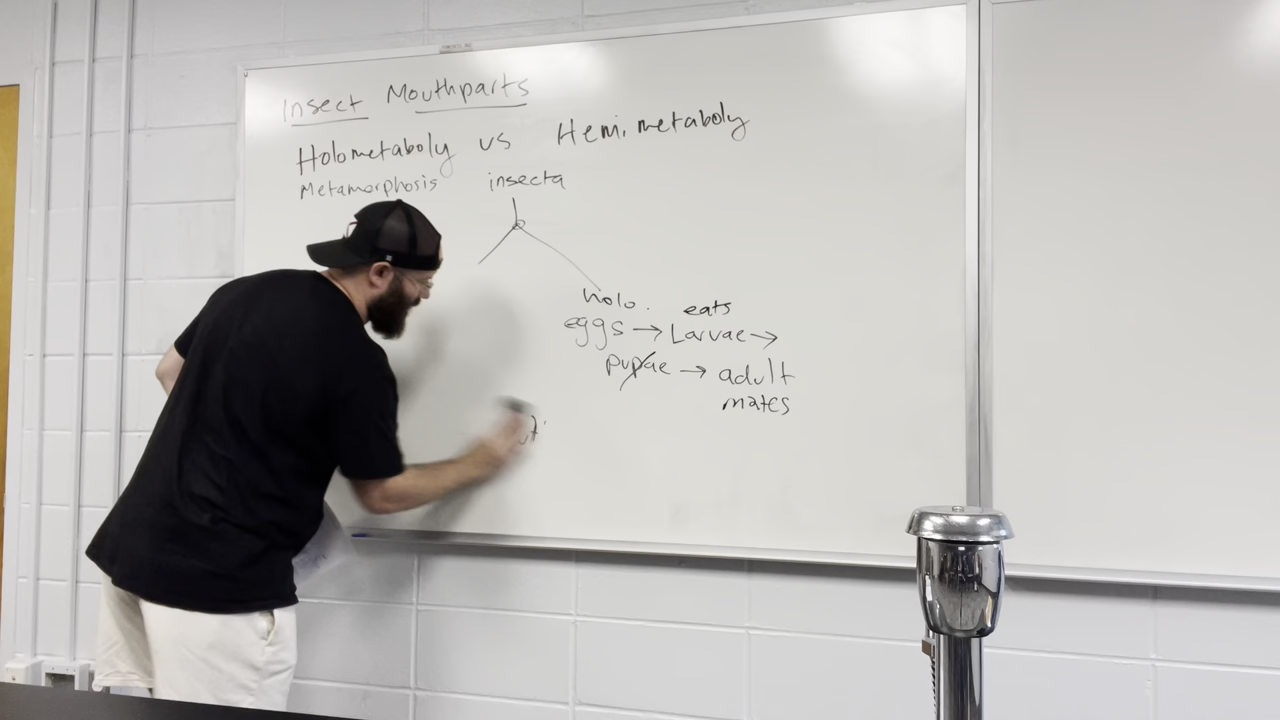 Insect Mouthparts
Holometaboly vs Hemimetaboly
Metamorphosis insecta
holo.
eats
eggs → Larvae →
pupae → adult
mates